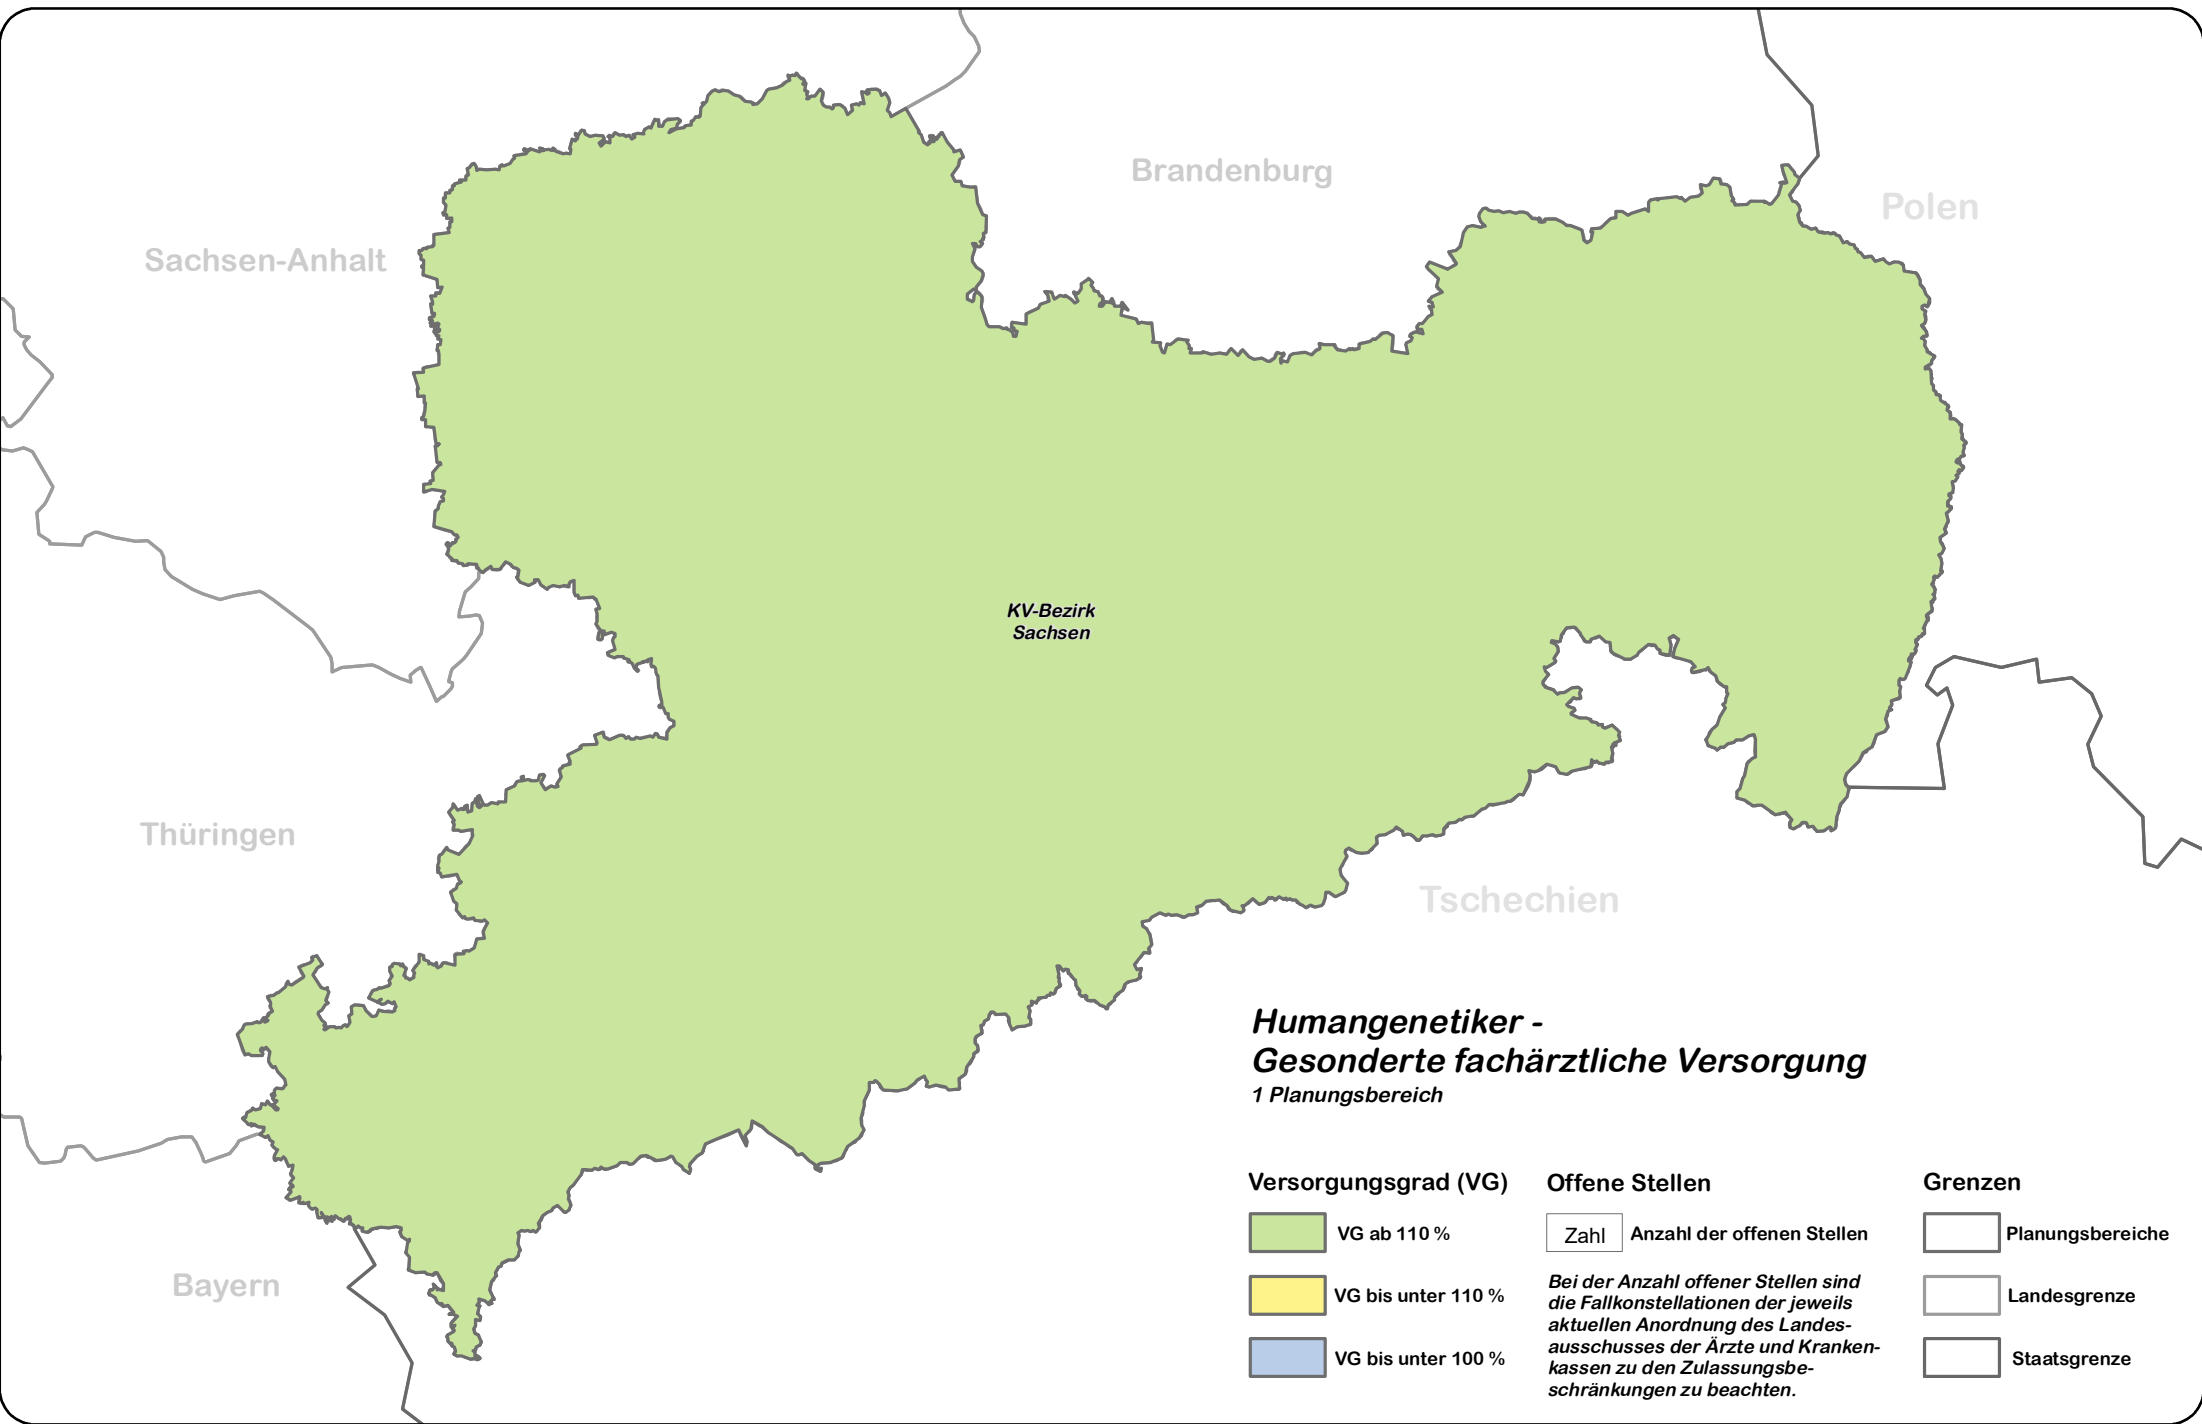 Brandenburg
Polen
Sachsen-Anhalt
KV-Bezirk
Sachsen
Thüringen
Tschechien
Bayern
Humangenetiker -
Gesonderte fachärztliche Versorgung
1 Planungsbereich
Versorgungsgrad (VG)
VG ab 110 %
VG bis unter 110 %
VG bis unter 100 %
Offene Stellen
Zahl Anzahl der offenen Stellen
Bei der Anzahl offener Stellen sind
die Fallkonstellationen der jeweils
aktuellen Anordnung des Landes-
ausschusses der Ärzte und Kranken-
kassen zu den Zulassungsbe-
schränkungen zu beachten.
Grenzen
Planungsbereiche
Landesgrenze
Staatsgrenze